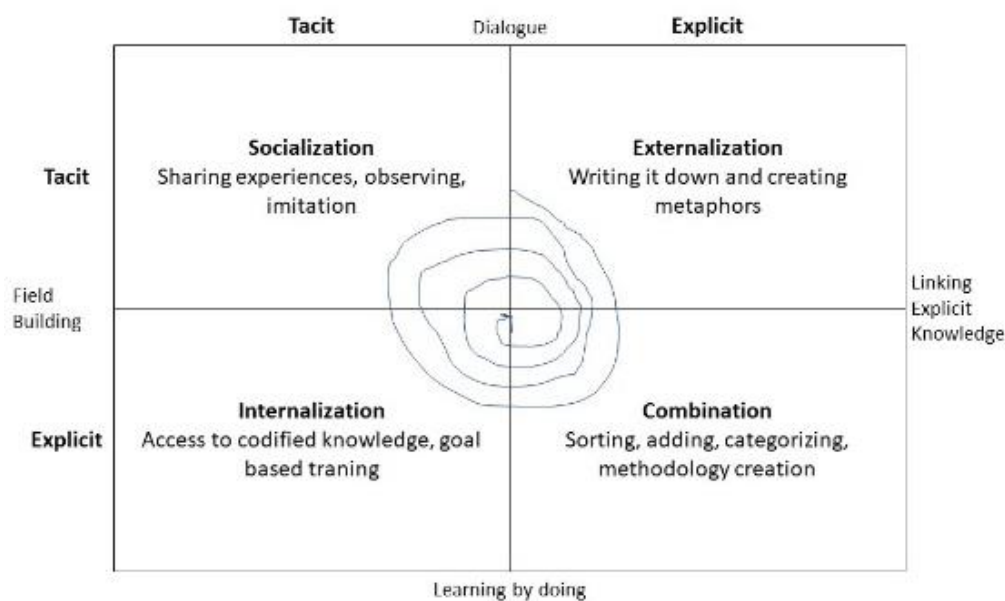 Tacit
Dialogue
Explicit
Tacit
Socialization
Sharing experiences, observing,
imitation
Externalization
Writing it down and creating
metaphors
Field
Building
Linking
Explicit
Knowledge
Explicit
Internalization
Access to codified knowledge, goal
based traning
Combination
Sorting, adding, categorizing,
methodology creation
Learning by doing